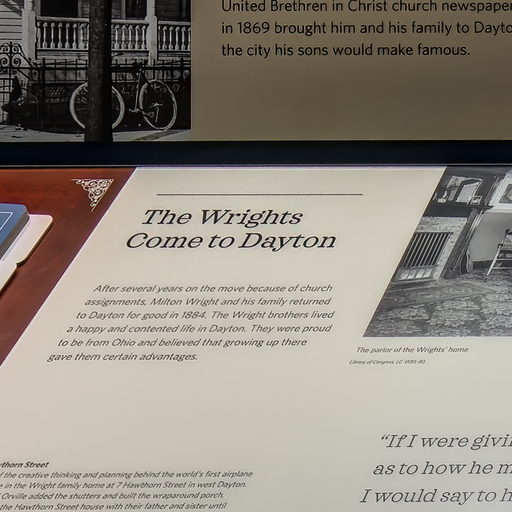 United Brethren in Christ church newspaper
in 1869 brought him and his family to Dayto
the city his sons would make famous.
The Wrights
Come to Dayton
After several years on the move because of church
assignments, Milton Wright and his family returned
to Dayton for good in 1884. The Wright brothers lived
a happy and contented life in Dayton. They were proud
to be from Ohio and believed that growing up there
gave them certain advantages.
The parlor of the Wrights' home
Library of Congress, LC-W85-80
thorn Street
f the creative thinking and planning behind the world's first airplane
e in the Wright family home at 7 Hawthorn Street in west Dayton.
Orville added the shutters and built the wraparound porch.
the Hawthorn Street house with their father and sister until
"If I were givi
as to how he m
I would say to h